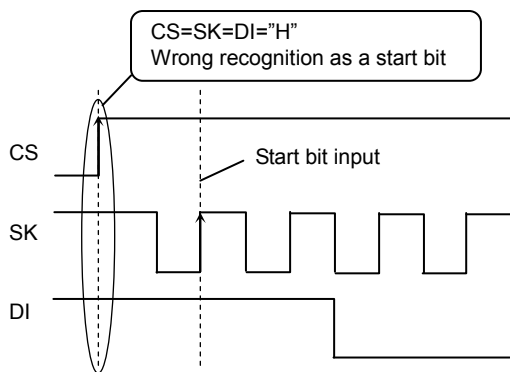 CS=SK=DI=”H”
Wrong recognition as a start bit
CS
Start bit input
SK
DI